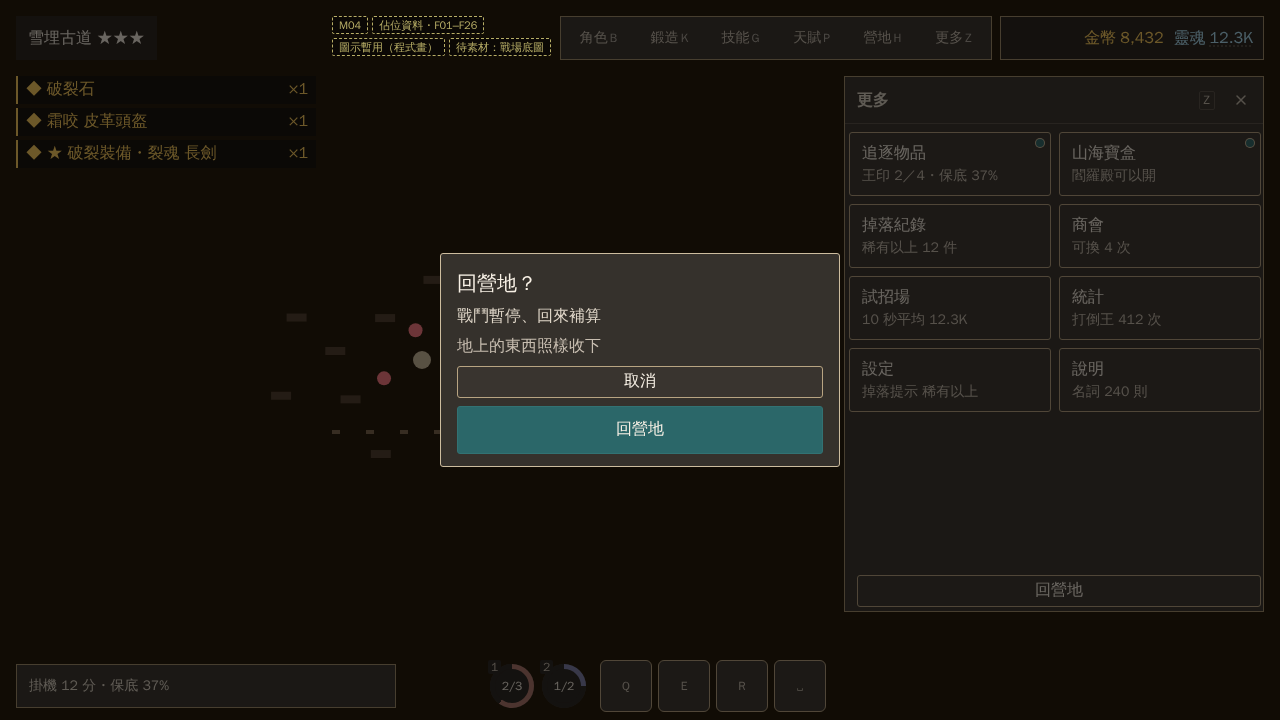 雪埋古道 ★★★
M04 佔位資料・F01–F26
圖示暫用（程式畫） 待素材：戰場底圖
角色B 鍛造K 技能G 天賦P 營地H 更多Z
金幣 8,432 靈魂 12.3K
◆ 破裂石 ×1
◆ 霜咬 皮革頭盔 ×1
◆ ★ 破裂裝備・裂魂 長劍 ×1
更多 Z ✕
追逐物品
王印 2／4・保底 37%
山海寶盒
閻羅殿可以開
掉落紀錄
稀有以上 12 件
商會
可換 4 次
試招場
10 秒平均 12.3K
統計
打倒王 412 次
設定
掉落提示 稀有以上
說明
名詞 240 則
回營地
回營地？
戰鬥暫停、回來補算
地上的東西照樣收下
取消
回營地
掛機 12 分・保底 37%
1 2/3
2 1/2
Q E R ␣